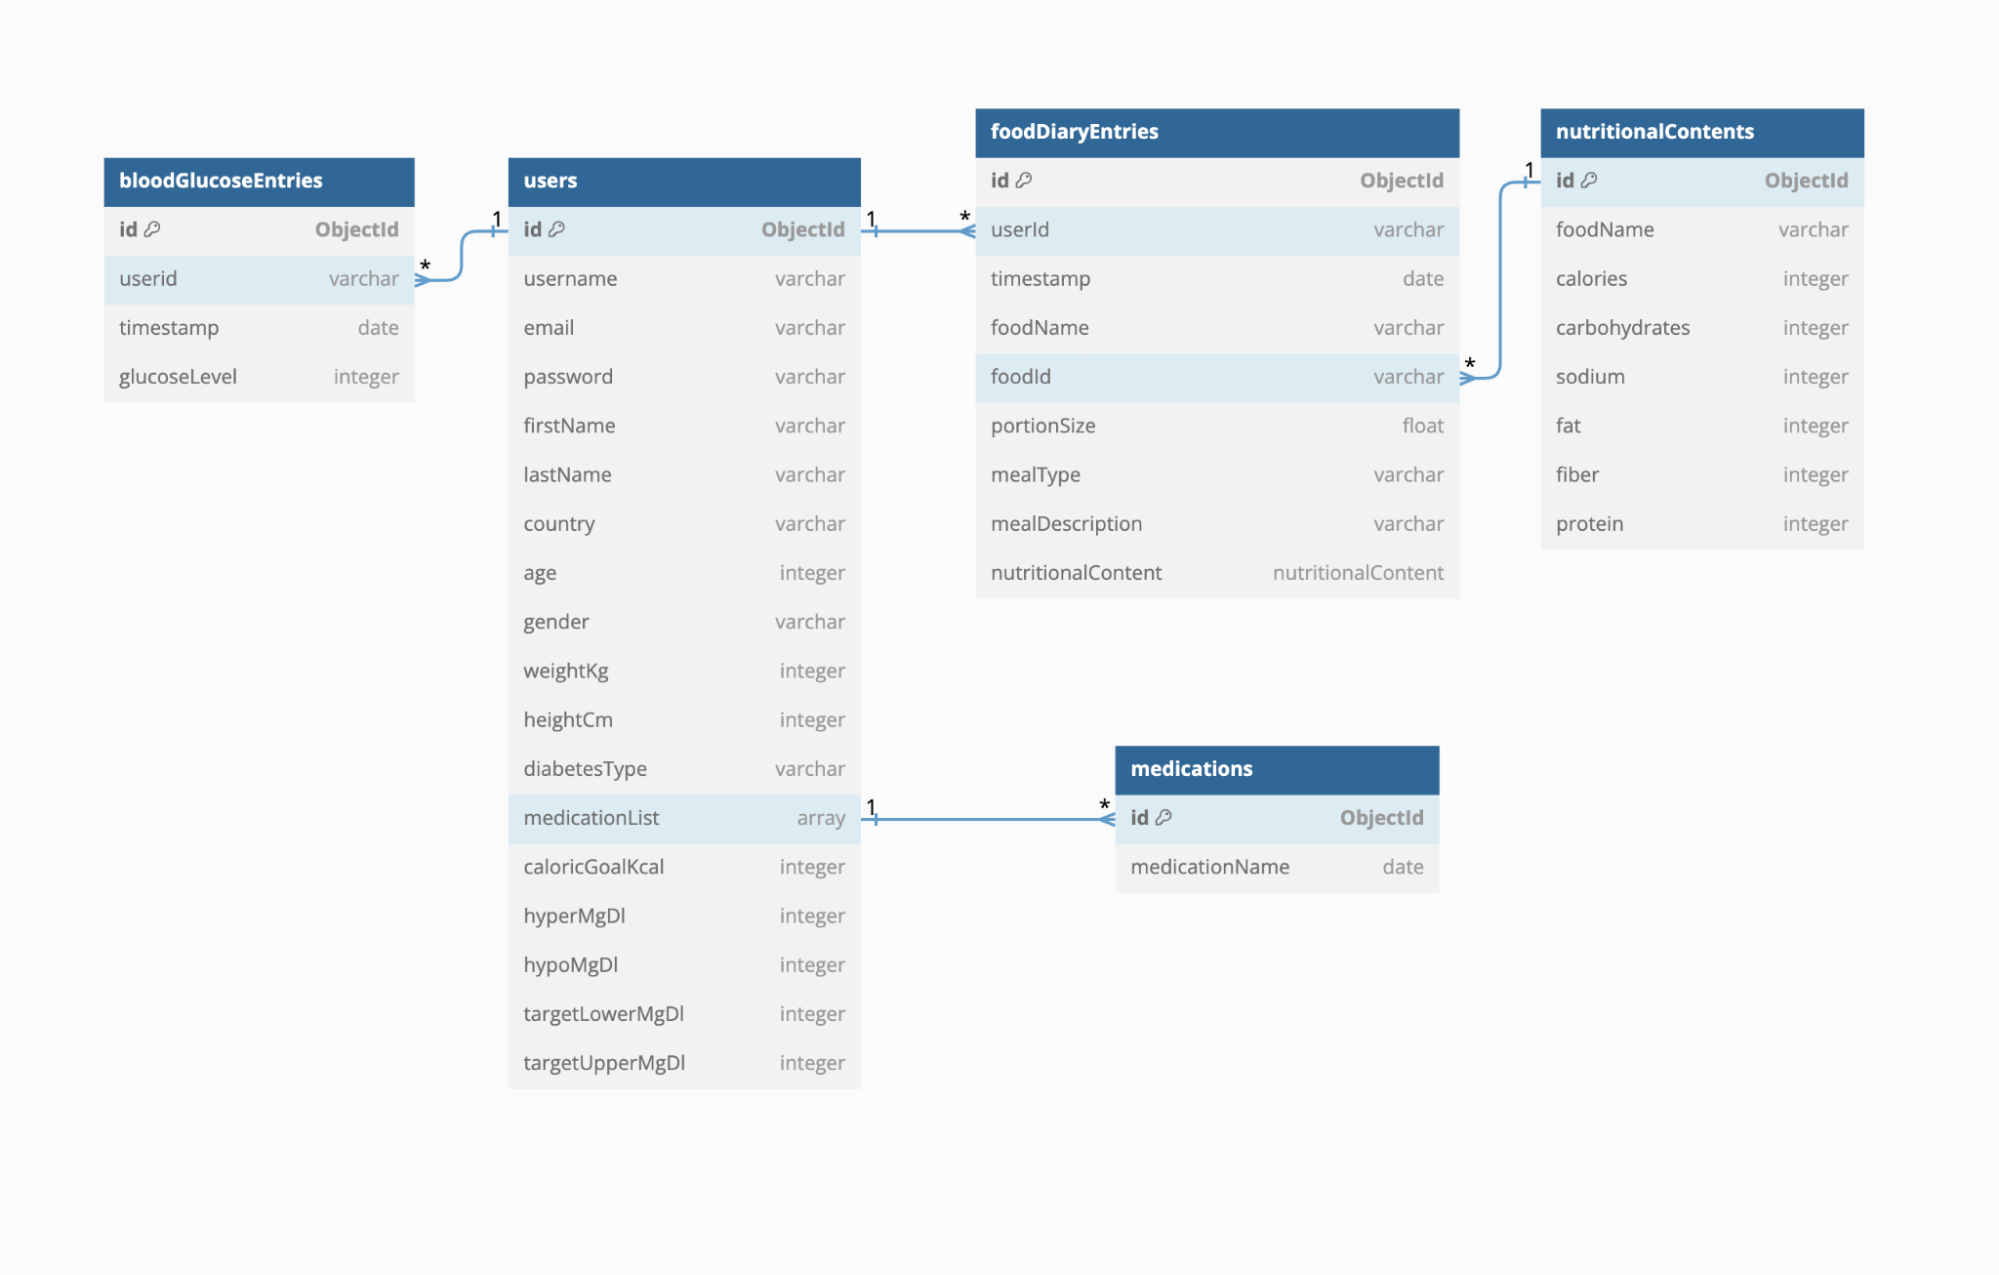 bloodGlucoseEntries
id ObjectId
userid varchar
timestamp date
glucoseLevel integer
*
1
users
id ObjectId
username varchar
email varchar
password varchar
firstName varchar
lastName varchar
country varchar
age integer
gender varchar
weightKg integer
heightCm integer
diabetesType varchar
medicationList array
caloricGoalKcal integer
hyperMgDl integer
hypoMgDl integer
targetLowerMgDl integer
targetUpperMgDl integer
1 *
foodDiaryEntries
id ObjectId
userId varchar
timestamp date
foodName varchar
foodId varchar
portionSize float
mealType varchar
mealDescription varchar
nutritionalContent nutritionalContent
*
1
nutritionalContents
id ObjectId
foodName varchar
calories integer
carbohydrates integer
sodium integer
fat integer
fiber integer
protein integer
1 *
medications
id ObjectId
medicationName date